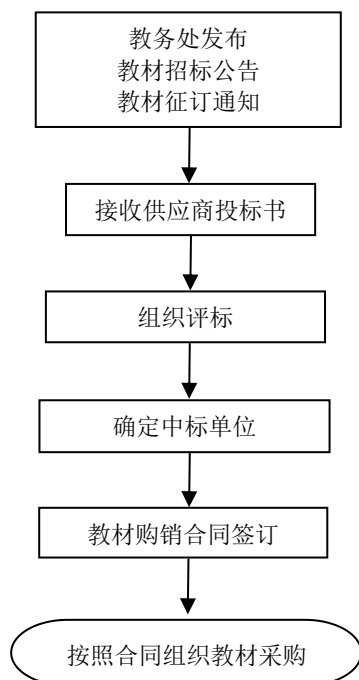 教务处发布
教材招标公告
教材征订通知
接收供应商投标书
组织评标
确定中标单位
教材购销合同签订
按照合同组织教材采购